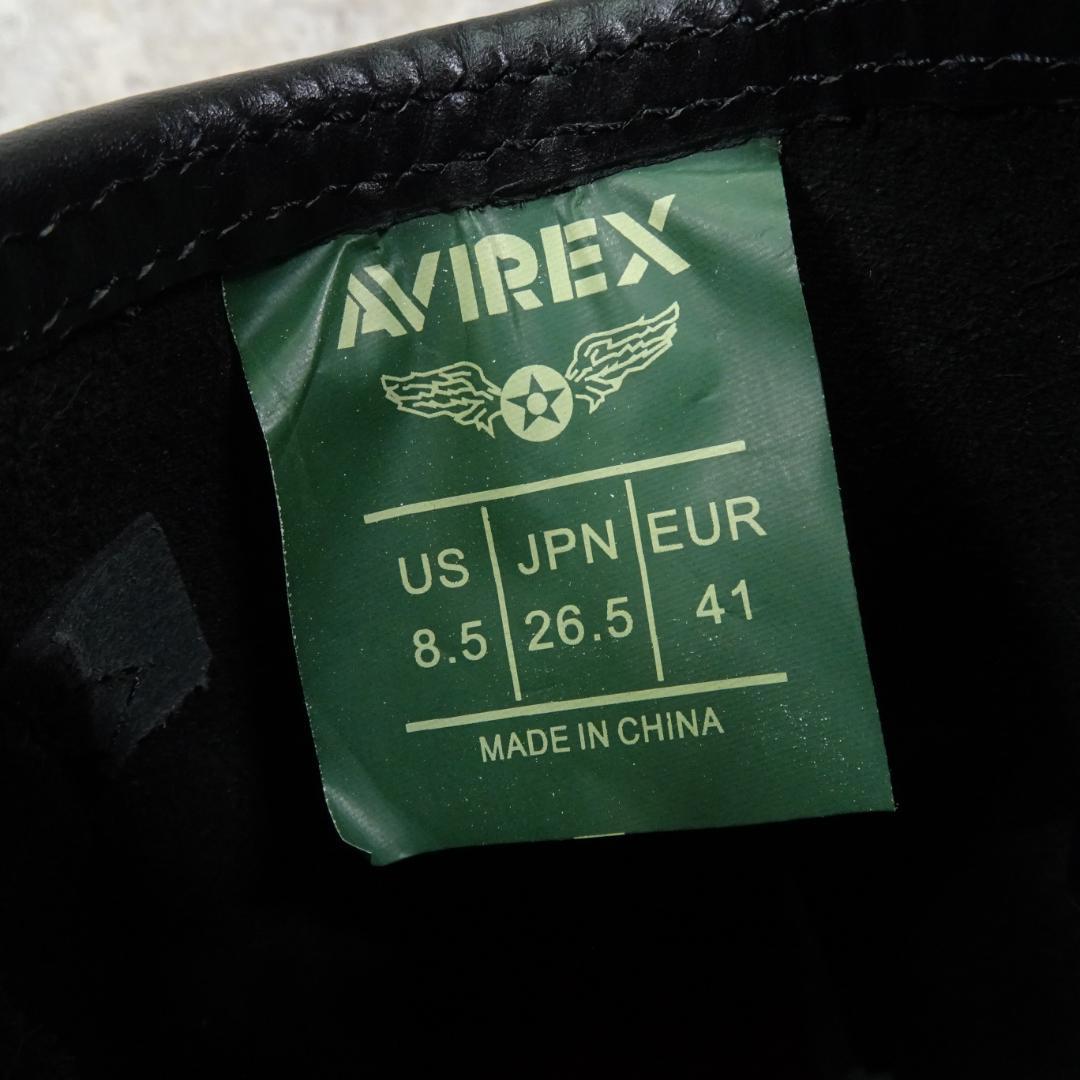 AVIREX
US JPN EUR
8.5 26.5 41
MADE IN CHINA